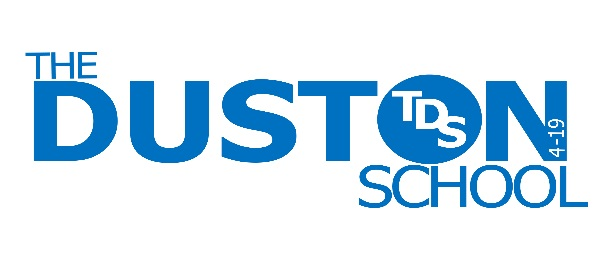 THE
DUSTON
TDS
4-19
SCHOOL